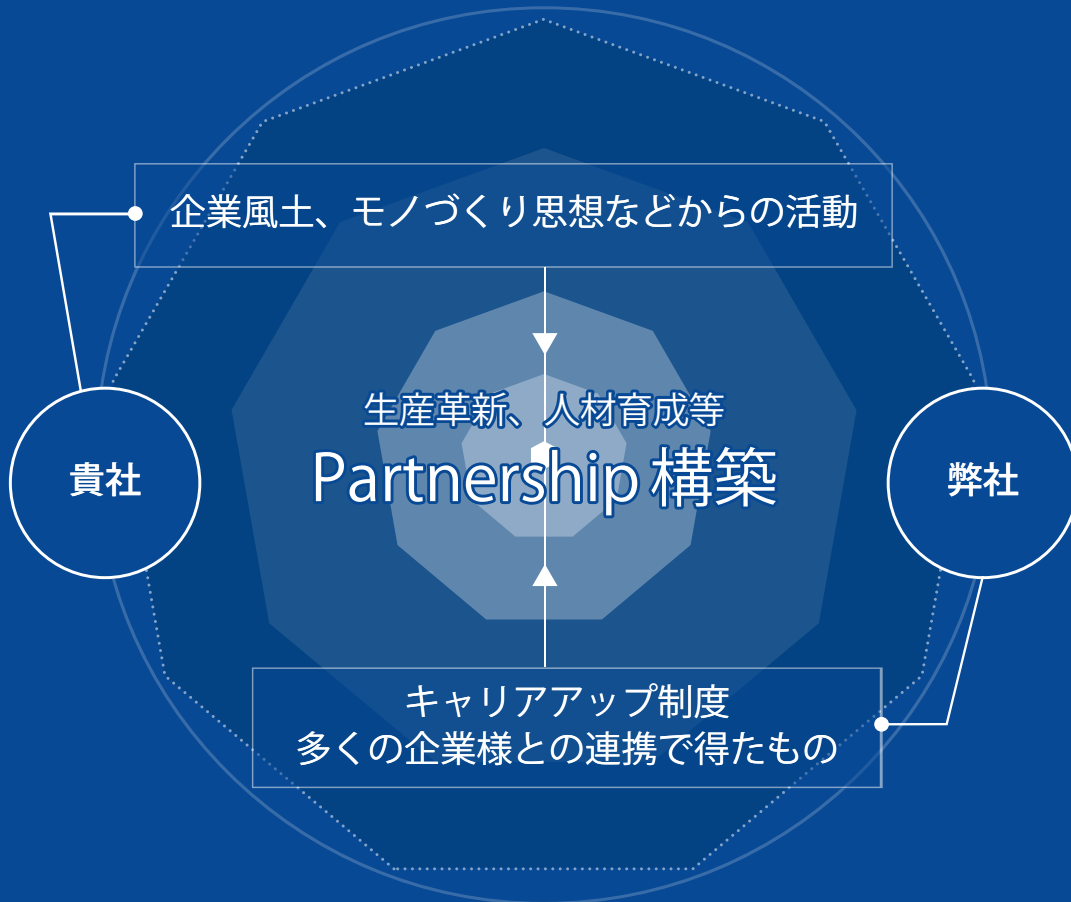 企業風土、モノづくり思想などからの活動
生産革新、人材育成等
Partnership 構築
貴社
弊社
キャリアアップ制度
多くの企業様との連携で得たもの